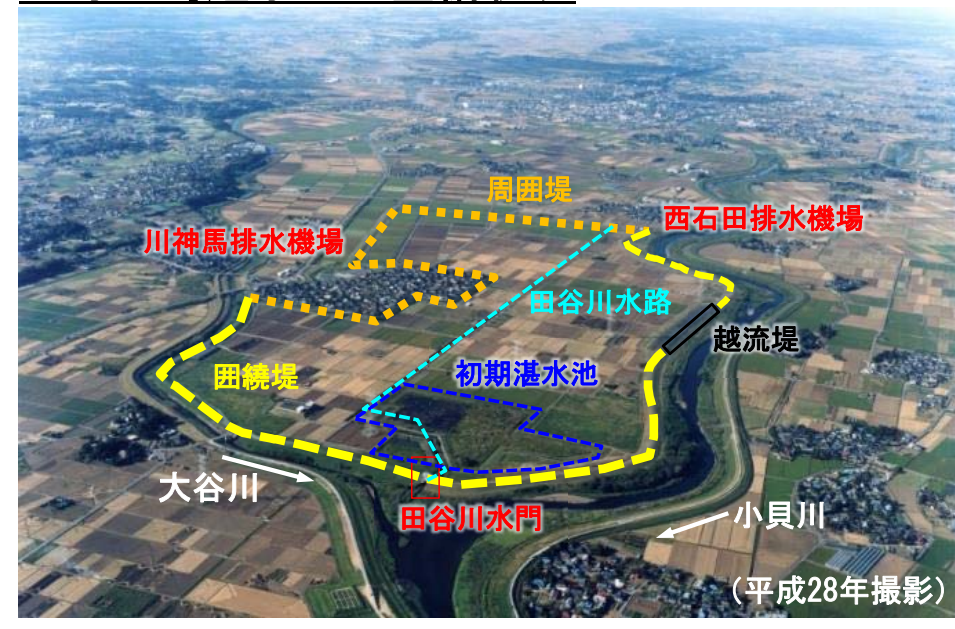 周囲堤
西石田排水機場
川神馬排水機場
田谷川水路
越流堤
囲繞堤
初期湛水池
大谷川
田谷川水門
小貝川
（平成28年撮影）